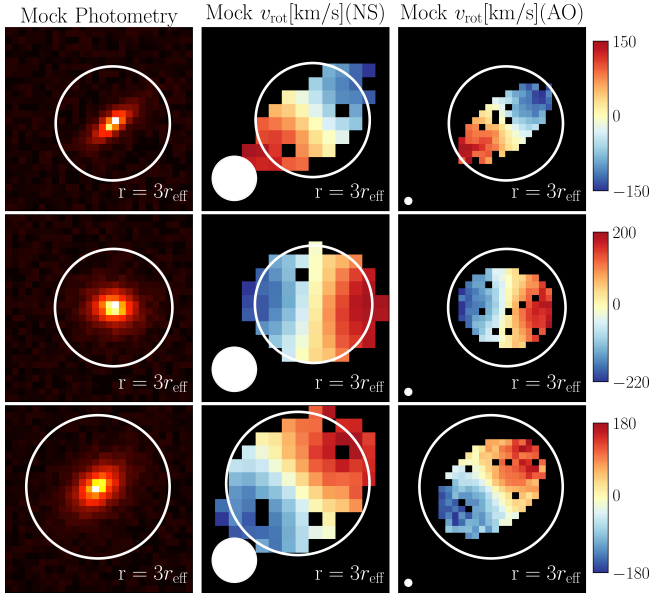 Mock Photometry
Mock v_rot[km/s](NS)
Mock v_rot[km/s](AO)
r = 3r_eff
r = 3r_eff
r = 3r_eff
150
0
−150
r = 3r_eff
r = 3r_eff
r = 3r_eff
200
0
−220
r = 3r_eff
r = 3r_eff
r = 3r_eff
180
0
−180